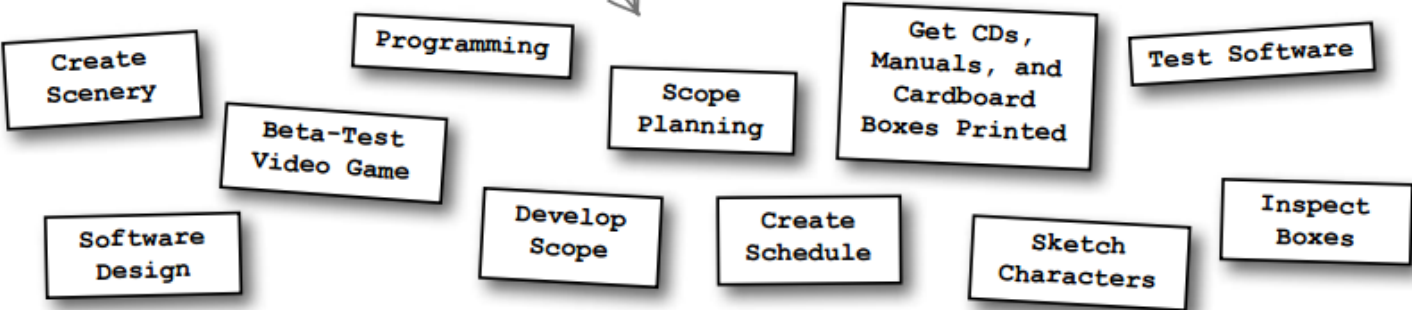 Create
Scenery
Programming
Beta-Test
Video Game
Scope
Planning
Get CDs,
Manuals, and
Cardboard
Boxes Printed
Test Software
Software
Design
Develop
Scope
Create
Schedule
Sketch
Characters
Inspect
Boxes